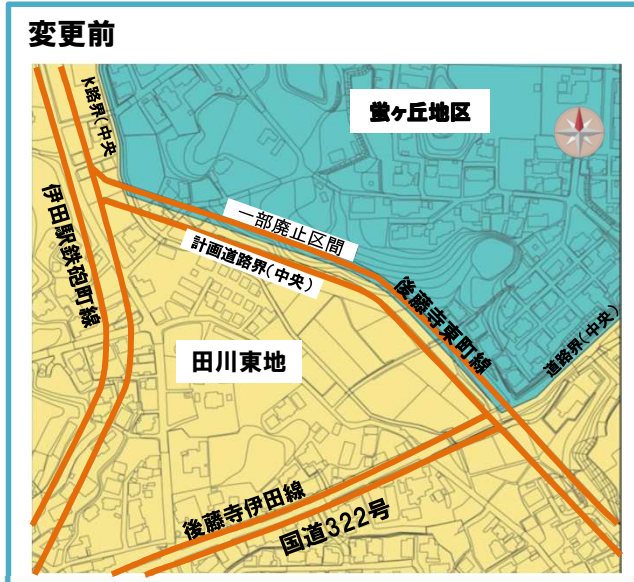 変更前
蛍ヶ丘地区
K路界(中央
一部廃止区間
計画道路界(中央)
伊田駅鉄砲町線
後藤寺東町線
道路界(中央)
田川東地
後藤寺伊田線
国道322号